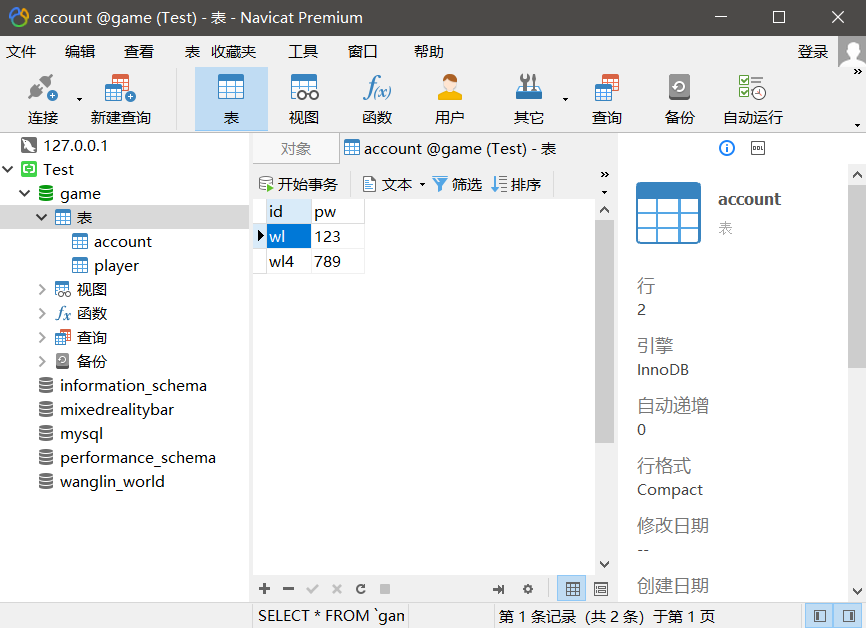 account @game (Test) - 表 - Navicat Premium
文件 编辑 查看 表 收藏夹 工具 窗口 帮助 登录
连接 新建查询 表 视图 函数 用户 其它 查询 备份 自动运行
127.0.0.1
Test
game
表
account
player
视图
函数
查询
备份
information_schema
mixedrealitybar
mysql
performance_schema
wanglin_world
对象 account @game (Test) - 表
开始事务 文本 筛选 排序
id pw
wl 123
wl4 789
DDL
account
表
行
2
引擎
InnoDB
自动递增
0
行格式
Compact
修改日期
--
创建日期
SELECT * FROM `gan
第 1 条记录（共 2 条）于第 1 页